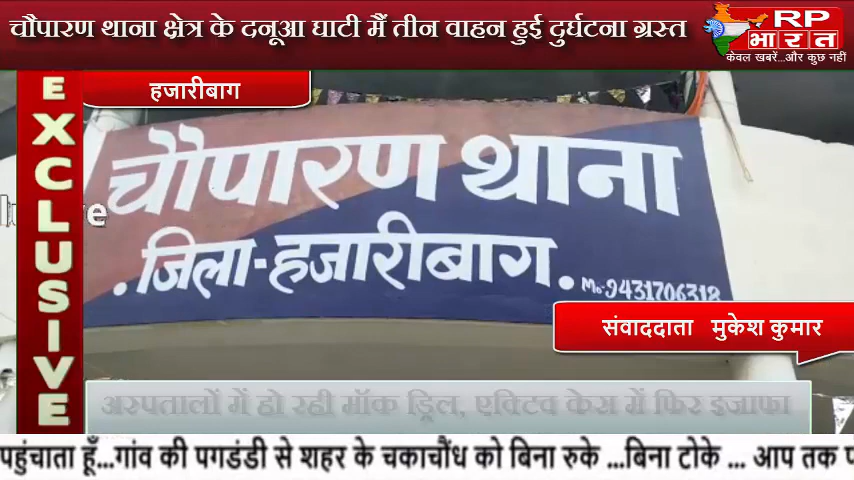 चौपारण थाना क्षेत्र के दनूआ घाटी मैं तीन वाहन हुई दुर्घटना ग्रस्त
RP
भारत
केवल खबरें...और कुछ नहीं
हजारीबाग
EXCLUSIVE
चौपारण थाना
.जिला-हजारीबाग.
Mo-9431706318
संवाददाता मुकेश कुमार
अस्पतालों में हो रही मॉक ड्रिल, एक्टिव केस में फिर इजाफा
पहुंचाता हूँ...गांव की पगडंडी से शहर के चकाचौंध को बिना रुके ...बिना टोके ... आप तक